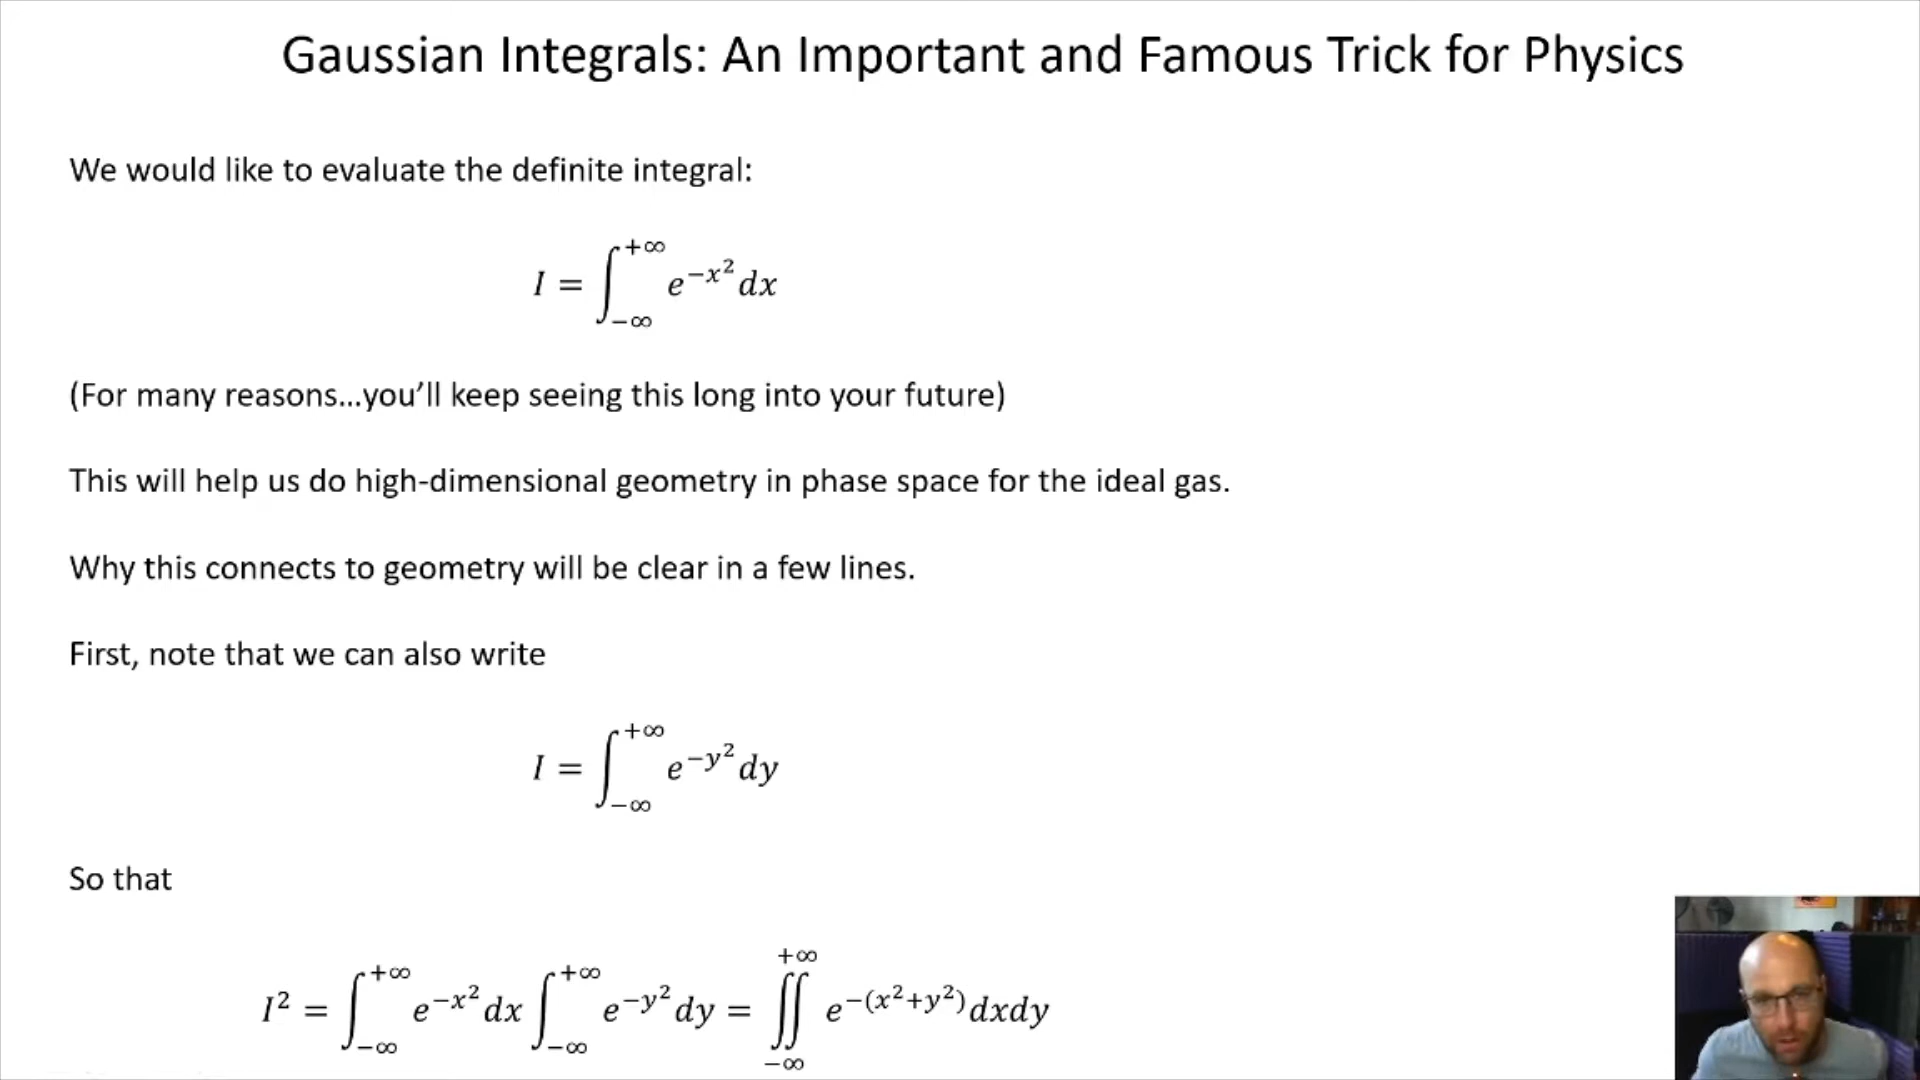 Gaussian Integrals: An Important and Famous Trick for Physics
We would like to evaluate the definite integral:
I = ∫_{−∞}^{+∞} e^{−x²} dx
(For many reasons...you’ll keep seeing this long into your future)
This will help us do high-dimensional geometry in phase space for the ideal gas.
Why this connects to geometry will be clear in a few lines.
First, note that we can also write
I = ∫_{−∞}^{+∞} e^{−y²} dy
So that
I² = ∫_{−∞}^{+∞} e^{−x²} dx ∫_{−∞}^{+∞} e^{−y²} dy = ∬_{−∞}^{+∞} e^{−(x²+y²)} dxdy